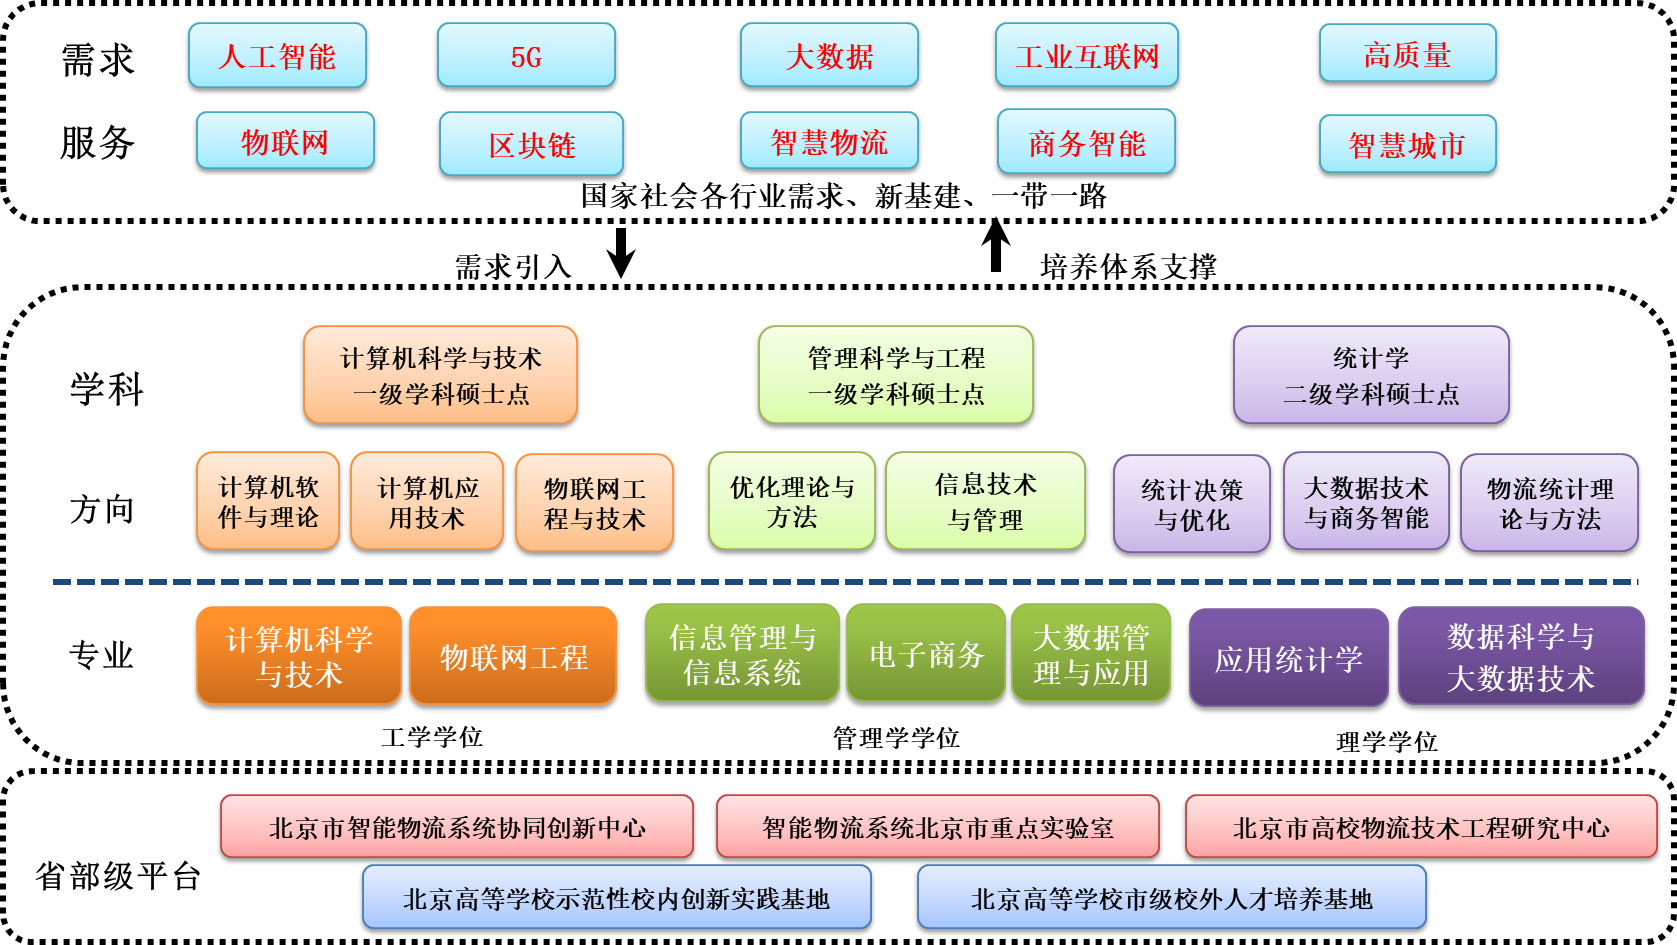 需求
人工智能
5G
大数据
工业互联网
高质量
服务
物联网
区块链
智慧物流
商务智能
智慧城市
国家社会各行业需求、新基建、一带一路
需求引入
培养体系支撑
学科
计算机科学与技术
一级学科硕士点
管理科学与工程
一级学科硕士点
统计学
二级学科硕士点
方向
计算机软
件与理论
计算机应
用技术
物联网工
程与技术
优化理论与
方法
信息技术
与管理
统计决策
与优化
大数据技术
与商务智能
物流统计理
论与方法
专业
计算机科学
与技术
物联网工程
信息管理与
信息系统
电子商务
大数据管
理与应用
应用统计学
数据科学与
大数据技术
工学学位
管理学学位
理学学位
省部级平台
北京市智能物流系统协同创新中心
智能物流系统北京市重点实验室
北京市高校物流技术工程研究中心
北京高等学校示范性校内创新实践基地
北京高等学校市级校外人才培养基地